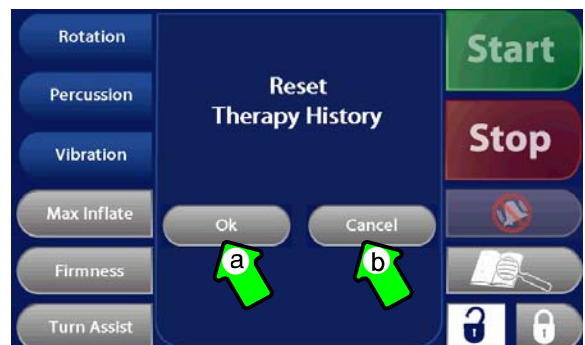 Rotation
Percussion
Vibration
Max Inflate
Firmness
Turn Assist
Reset
Therapy History
Ok
Cancel
a
b
Start
Stop